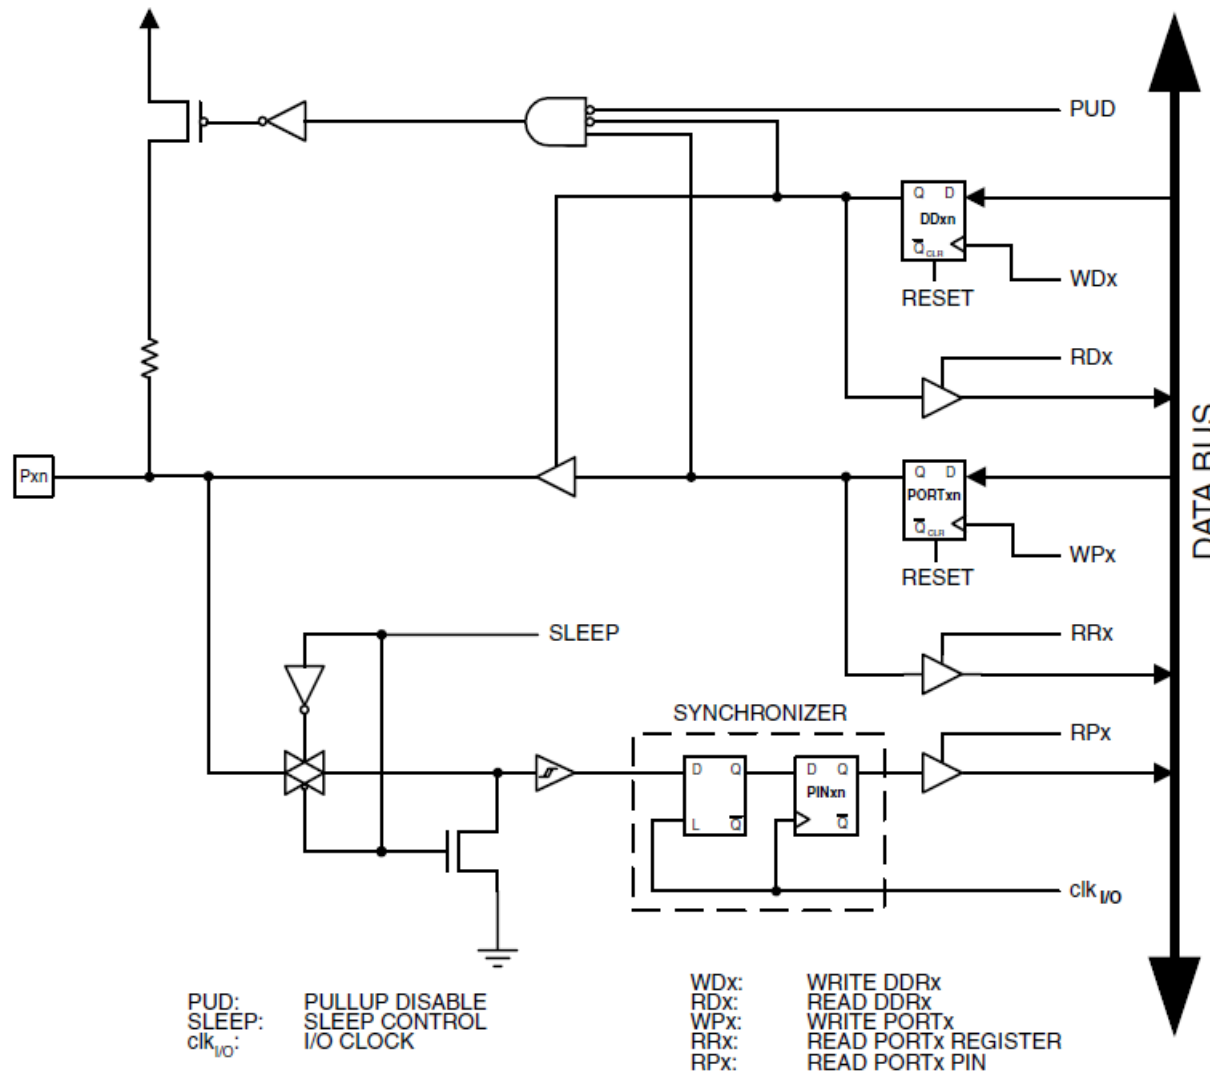 PUD
Q D
DDxn
Q CLR
WDx
RESET
RDx
DATA BUS
Pxn
Q D
PORTxn
Q CLR
WPx
RESET
SLEEP
RRx
SYNCHRONIZER
RPx
D Q
D Q
PINxn
L Q
Q
clk I/O
PUD: PULLUP DISABLE
SLEEP: SLEEP CONTROL
clkI/O: I/O CLOCK
WDx: WRITE DDRx
RDx: READ DDRx
WPx: WRITE PORTx
RRx: READ PORTx REGISTER
RPx: READ PORTx PIN